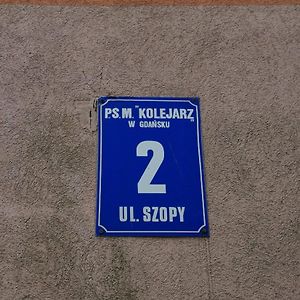 P.S.M. "KOLEJARZ"
W GDAŃSKU
2
UL. SZOPY